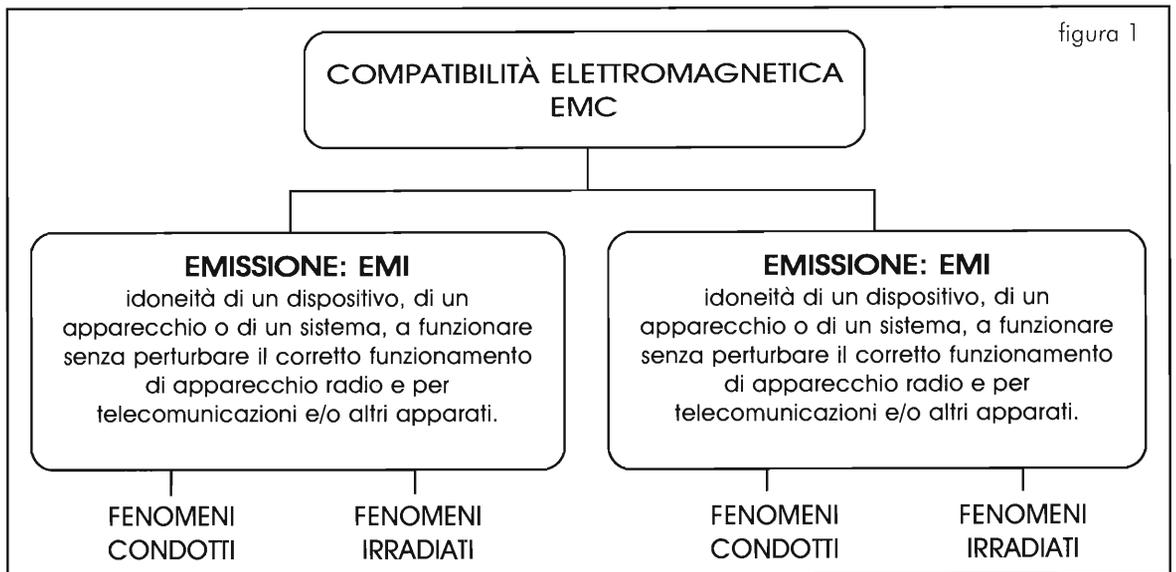 figura 1
COMPATIBILITÀ ELETTROMAGNETICA
EMC
EMISSIONE: EMI
idoneità di un dispositivo, di un
apparecchio o di un sistema, a funzionare
senza perturbare il corretto funzionamento
di apparecchio radio e per
telecomunicazioni e/o altri apparati.
FENOMENI
CONDOTTI
FENOMENI
IRRADIATI
EMISSIONE: EMI
idoneità di un dispositivo, di un
apparecchio o di un sistema, a funzionare
senza perturbare il corretto funzionamento
di apparecchio radio e per
telecomunicazioni e/o altri apparati.
FENOMENI
CONDOTTI
FENOMENI
IRRADIATI